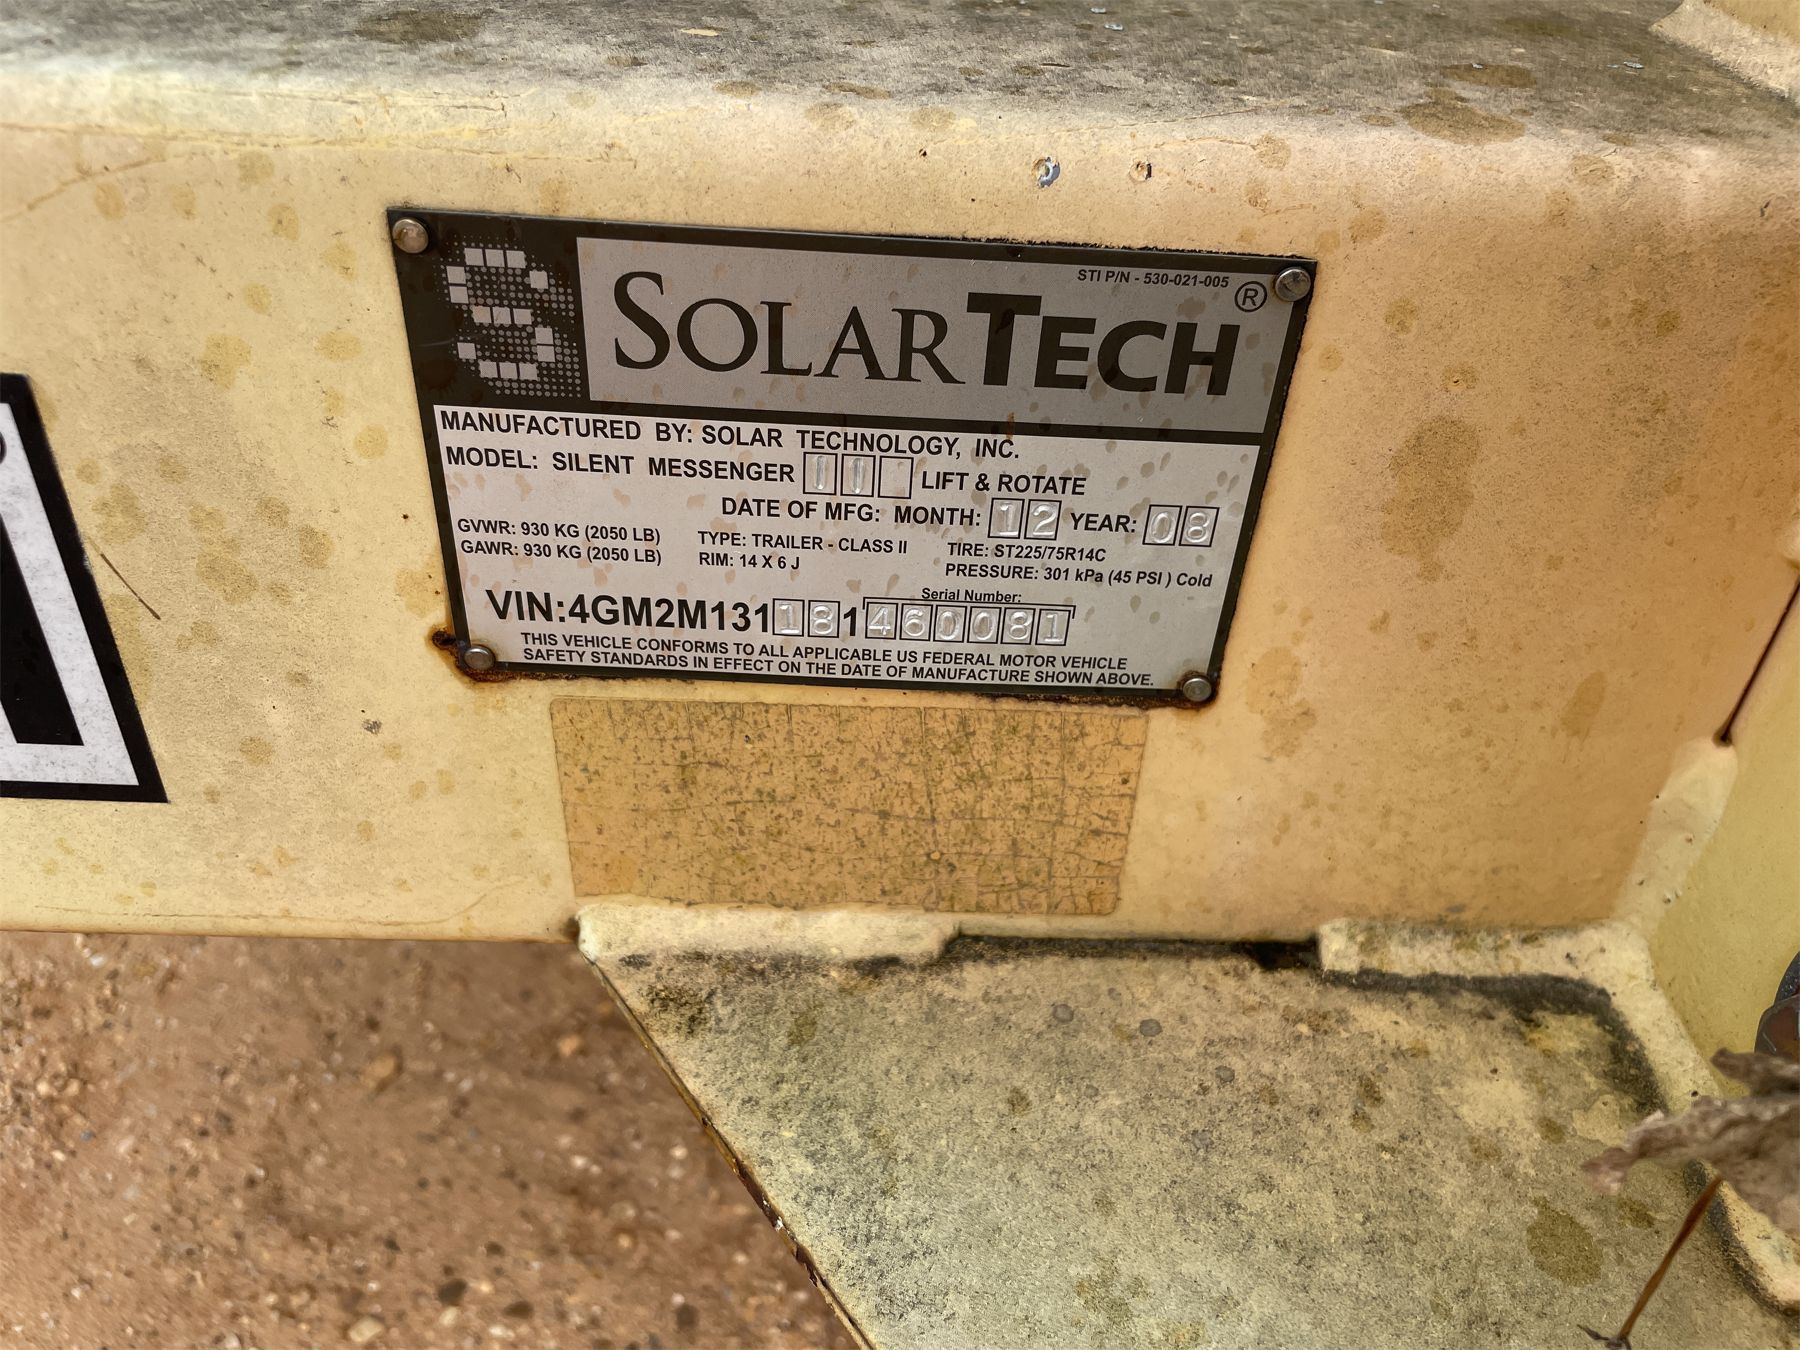 STI P/N - 530-021-005
SOLARTECH®
MANUFACTURED BY: SOLAR TECHNOLOGY, INC.
MODEL: SILENT MESSENGER II LIFT & ROTATE
DATE OF MFG: MONTH: 12 YEAR: 08
GVWR: 930 KG (2050 LB) TYPE: TRAILER - CLASS II TIRE: ST225/75R14C
GAWR: 930 KG (2050 LB) RIM: 14 X 6 J PRESSURE: 301 kPa (45 PSI ) Cold
Serial Number:
VIN:4GM2M131181460081
THIS VEHICLE CONFORMS TO ALL APPLICABLE US FEDERAL MOTOR VEHICLE
SAFETY STANDARDS IN EFFECT ON THE DATE OF MANUFACTURE SHOWN ABOVE.